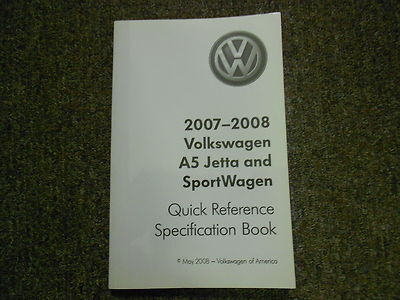 2007–2008
Volkswagen
A5 Jetta and
SportWagen
Quick Reference
Specification Book
© May 2008 – Volkswagen of America